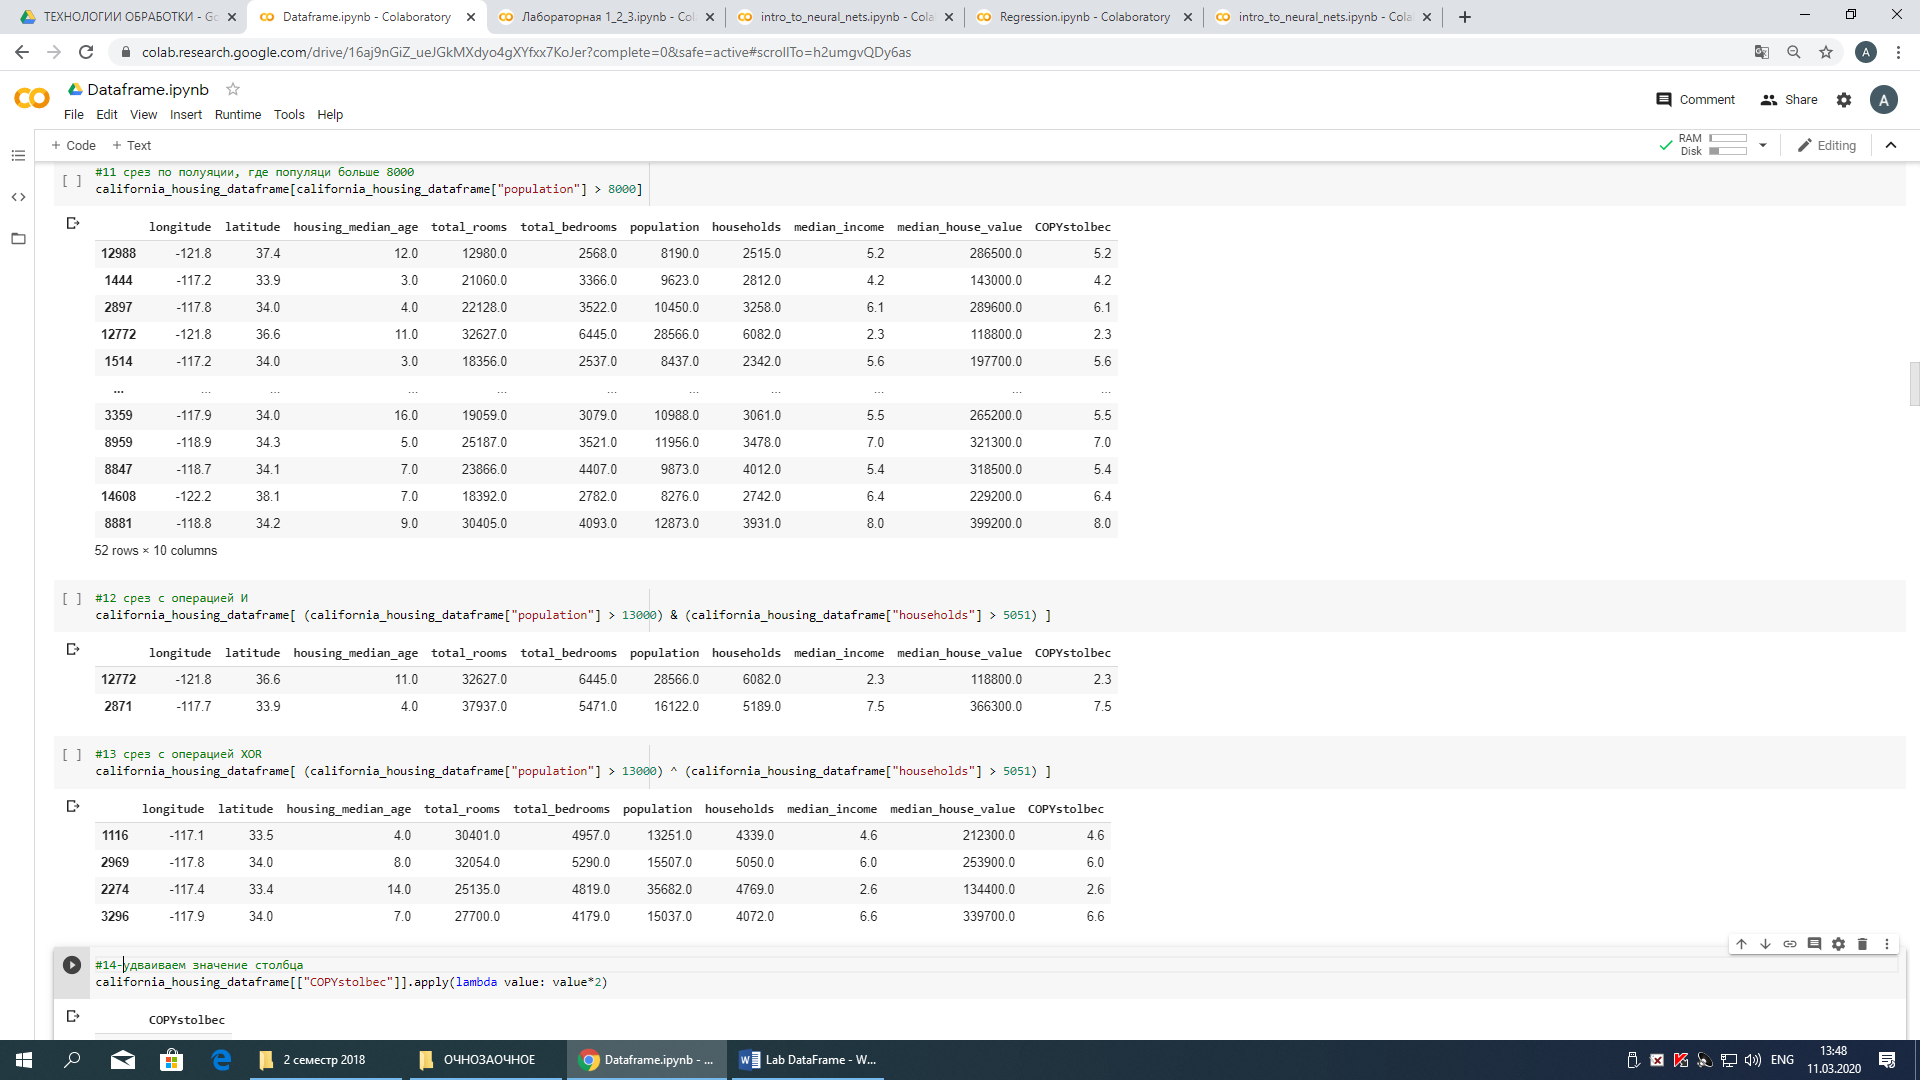 ТЕХНОЛОГИИ ОБРАБОТКИ - Go
Dataframe.ipynb - Colaboratory
Лабораторная 1_2_3.ipynb - Col
intro_to_neural_nets.ipynb - Cola
Regression.ipynb - Colaboratory
intro_to_neural_nets.ipynb - Cola
colab.research.google.com/drive/16aj9nGiZ_ueJGkMXdyo4gXYfxx7KoJer?complete=0&safe=active#scrollTo=h2umgvQDy6as
A
Dataframe.ipynb
Comment Share A
File Edit View Insert Runtime Tools Help
+ Code + Text
RAM
Disk
Editing
#11 срез по полуяции, где популяци больше 8000
[ ] california_housing_dataframe[california_housing_dataframe["population"] > 8000]
longitude latitude housing_median_age total_rooms total_bedrooms population households median_income median_house_value COPYstolbec
12988 -121.8 37.4 12.0 12980.0 2568.0 8190.0 2515.0 5.2 286500.0 5.2
1444 -117.2 33.9 3.0 21060.0 3366.0 9623.0 2812.0 4.2 143000.0 4.2
2897 -117.8 34.0 4.0 22128.0 3522.0 10450.0 3258.0 6.1 289600.0 6.1
12772 -121.8 36.6 11.0 32627.0 6445.0 28566.0 6082.0 2.3 118800.0 2.3
1514 -117.2 34.0 3.0 18356.0 2537.0 8437.0 2342.0 5.6 197700.0 5.6
... ... ... ... ... ... ... ... ... ... ...
3359 -117.9 34.0 16.0 19059.0 3079.0 10988.0 3061.0 5.5 265200.0 5.5
8959 -118.9 34.3 5.0 25187.0 3521.0 11956.0 3478.0 7.0 321300.0 7.0
8847 -118.7 34.1 7.0 23866.0 4407.0 9873.0 4012.0 5.4 318500.0 5.4
14608 -122.2 38.1 7.0 18392.0 2782.0 8276.0 2742.0 6.4 229200.0 6.4
8881 -118.8 34.2 9.0 30405.0 4093.0 12873.0 3931.0 8.0 399200.0 8.0
52 rows × 10 columns
[ ] #12 срез с операцией И
california_housing_dataframe[ (california_housing_dataframe["population"] > 13000) & (california_housing_dataframe["households"] > 5051) ]
longitude latitude housing_median_age total_rooms total_bedrooms population households median_income median_house_value COPYstolbec
12772 -121.8 36.6 11.0 32627.0 6445.0 28566.0 6082.0 2.3 118800.0 2.3
2871 -117.7 33.9 4.0 37937.0 5471.0 16122.0 5189.0 7.5 366300.0 7.5
[ ] #13 срез с операцией XOR
california_housing_dataframe[ (california_housing_dataframe["population"] > 13000) ^ (california_housing_dataframe["households"] > 5051) ]
longitude latitude housing_median_age total_rooms total_bedrooms population households median_income median_house_value COPYstolbec
1116 -117.1 33.5 4.0 30401.0 4957.0 13251.0 4339.0 4.6 212300.0 4.6
2969 -117.8 34.0 8.0 32054.0 5290.0 15507.0 5050.0 6.0 253900.0 6.0
2274 -117.4 33.4 14.0 25135.0 4819.0 35682.0 4769.0 2.6 134400.0 2.6
3296 -117.9 34.0 7.0 27700.0 4179.0 15037.0 4072.0 6.6 339700.0 6.6
#14-удваиваем значение столбца
california_housing_dataframe[["COPYstolbec"]].apply(lambda value: value*2)
COPYstolbec
2 семестр 2018
ОЧНОЗАОЧНОЕ
Dataframe.ipynb - ...
Lab DataFrame - W...
ENG
13:48
11.03.2020